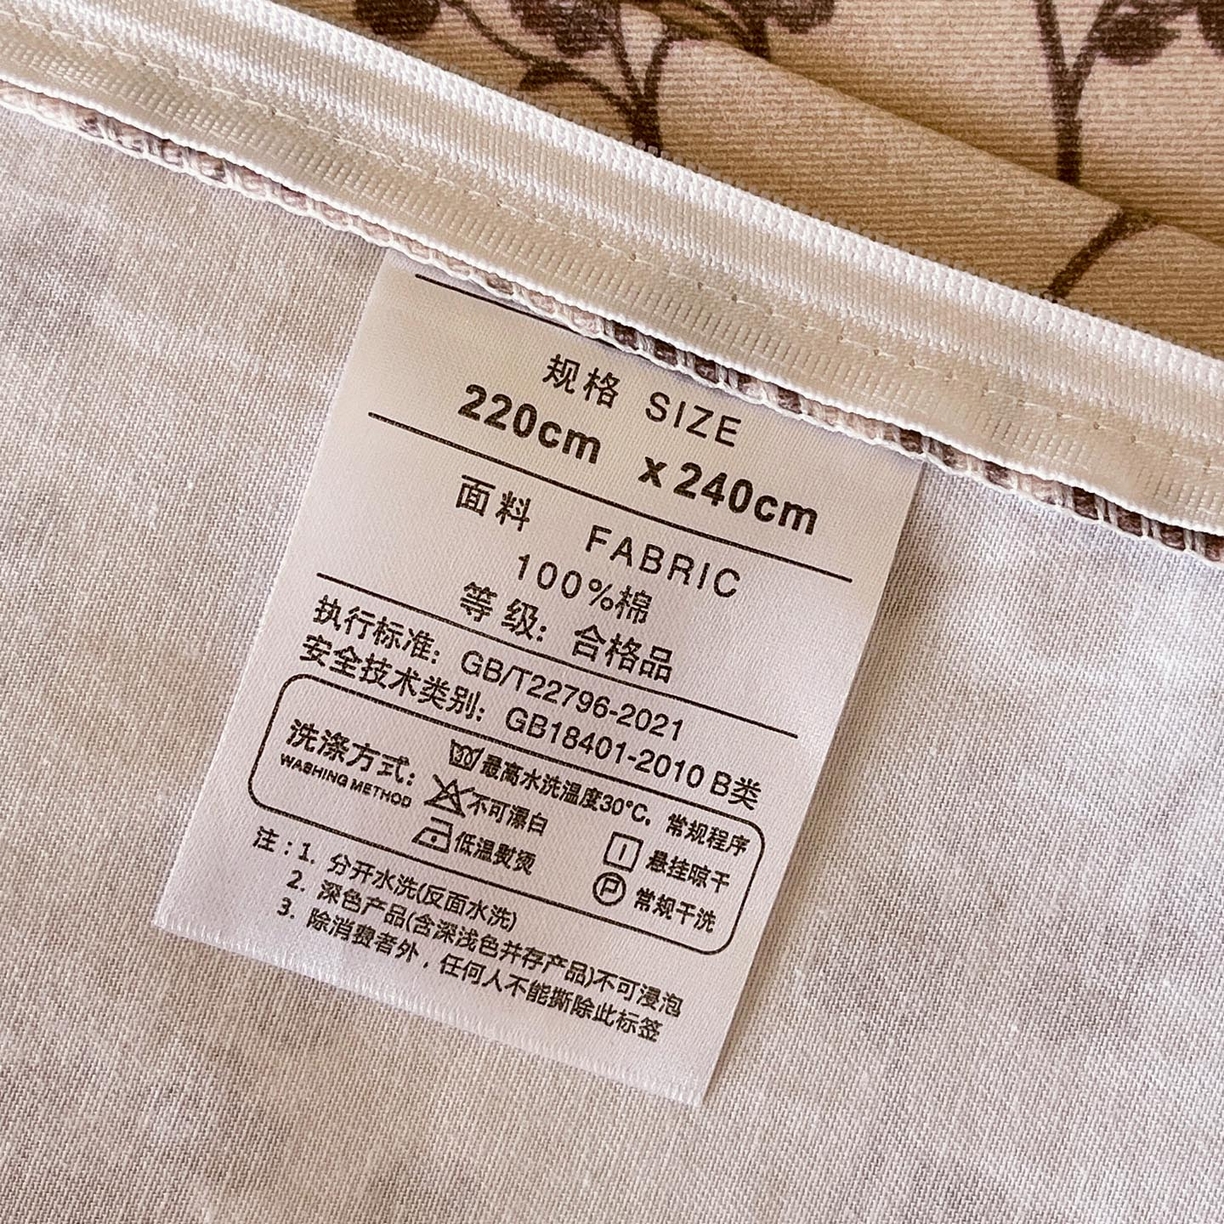 规格 SIZE
220cm x 240cm
面料 FABRIC
100%棉
等级：合格品
执行标准：GB/T22796-2021
安全技术类别：GB18401-2010 B类
洗涤方式：
WASHING METHOD
30 最高水洗温度30°C，常规程序
不可漂白
悬挂晾干
低温熨烫
P 常规干洗
注：1. 分开水洗(反面水洗)
2. 深色产品(含深浅色并存产品)不可浸泡
3. 除消费者外，任何人不能撕除此标签